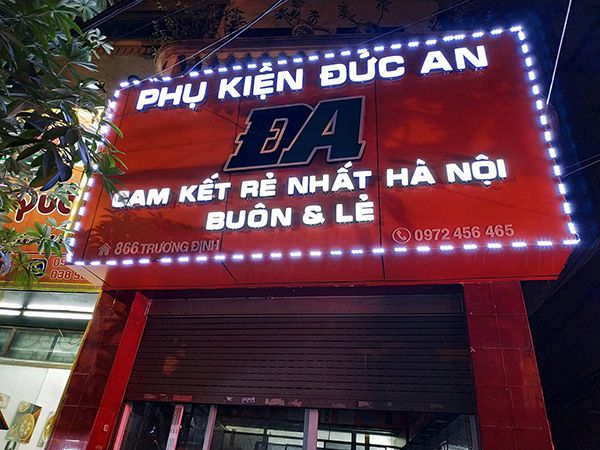 PHỤ KIỆN ĐỨC AN
ĐA
CAM KẾT RẺ NHẤT HÀ NỘI
BUÔN & LẺ
866 TRƯƠNG ĐỊNH
0972 456 465